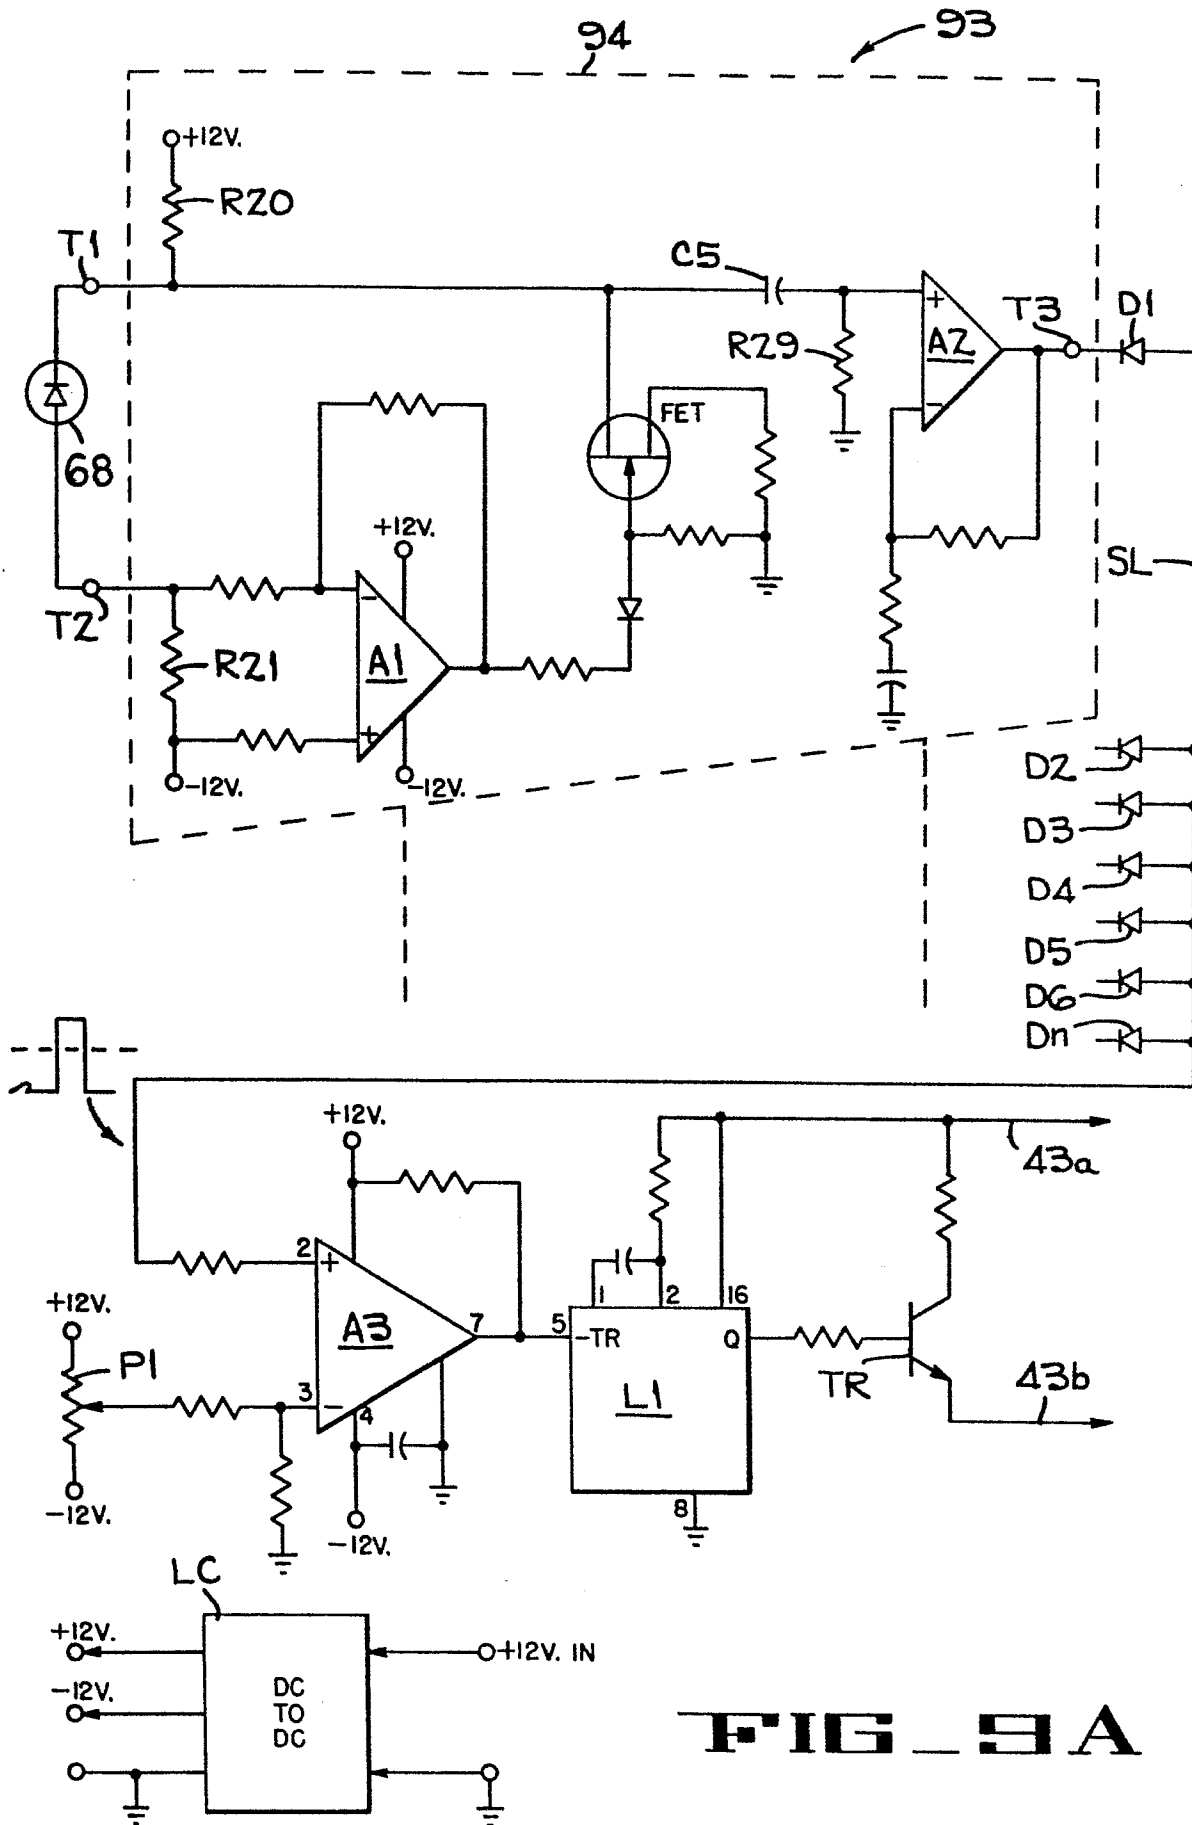 93
94
+12V.
R20
T1
C5
T3
D1
+
A2
R29
FET
-
68
+12V.
SL
T2
-
R21
A1
+
-12V.
-12V.
D2
D3
D4
D5
D6
Dn
+12V.
43a
2
+
1
2
16
+12V.
A3
7
5
-TR
Q
P1
TR
43b
3
-
4
L1
-12V.
8
-12V.
LC
+12V.
+12V. IN
-12V.
DC
TO
DC
FIG_9A